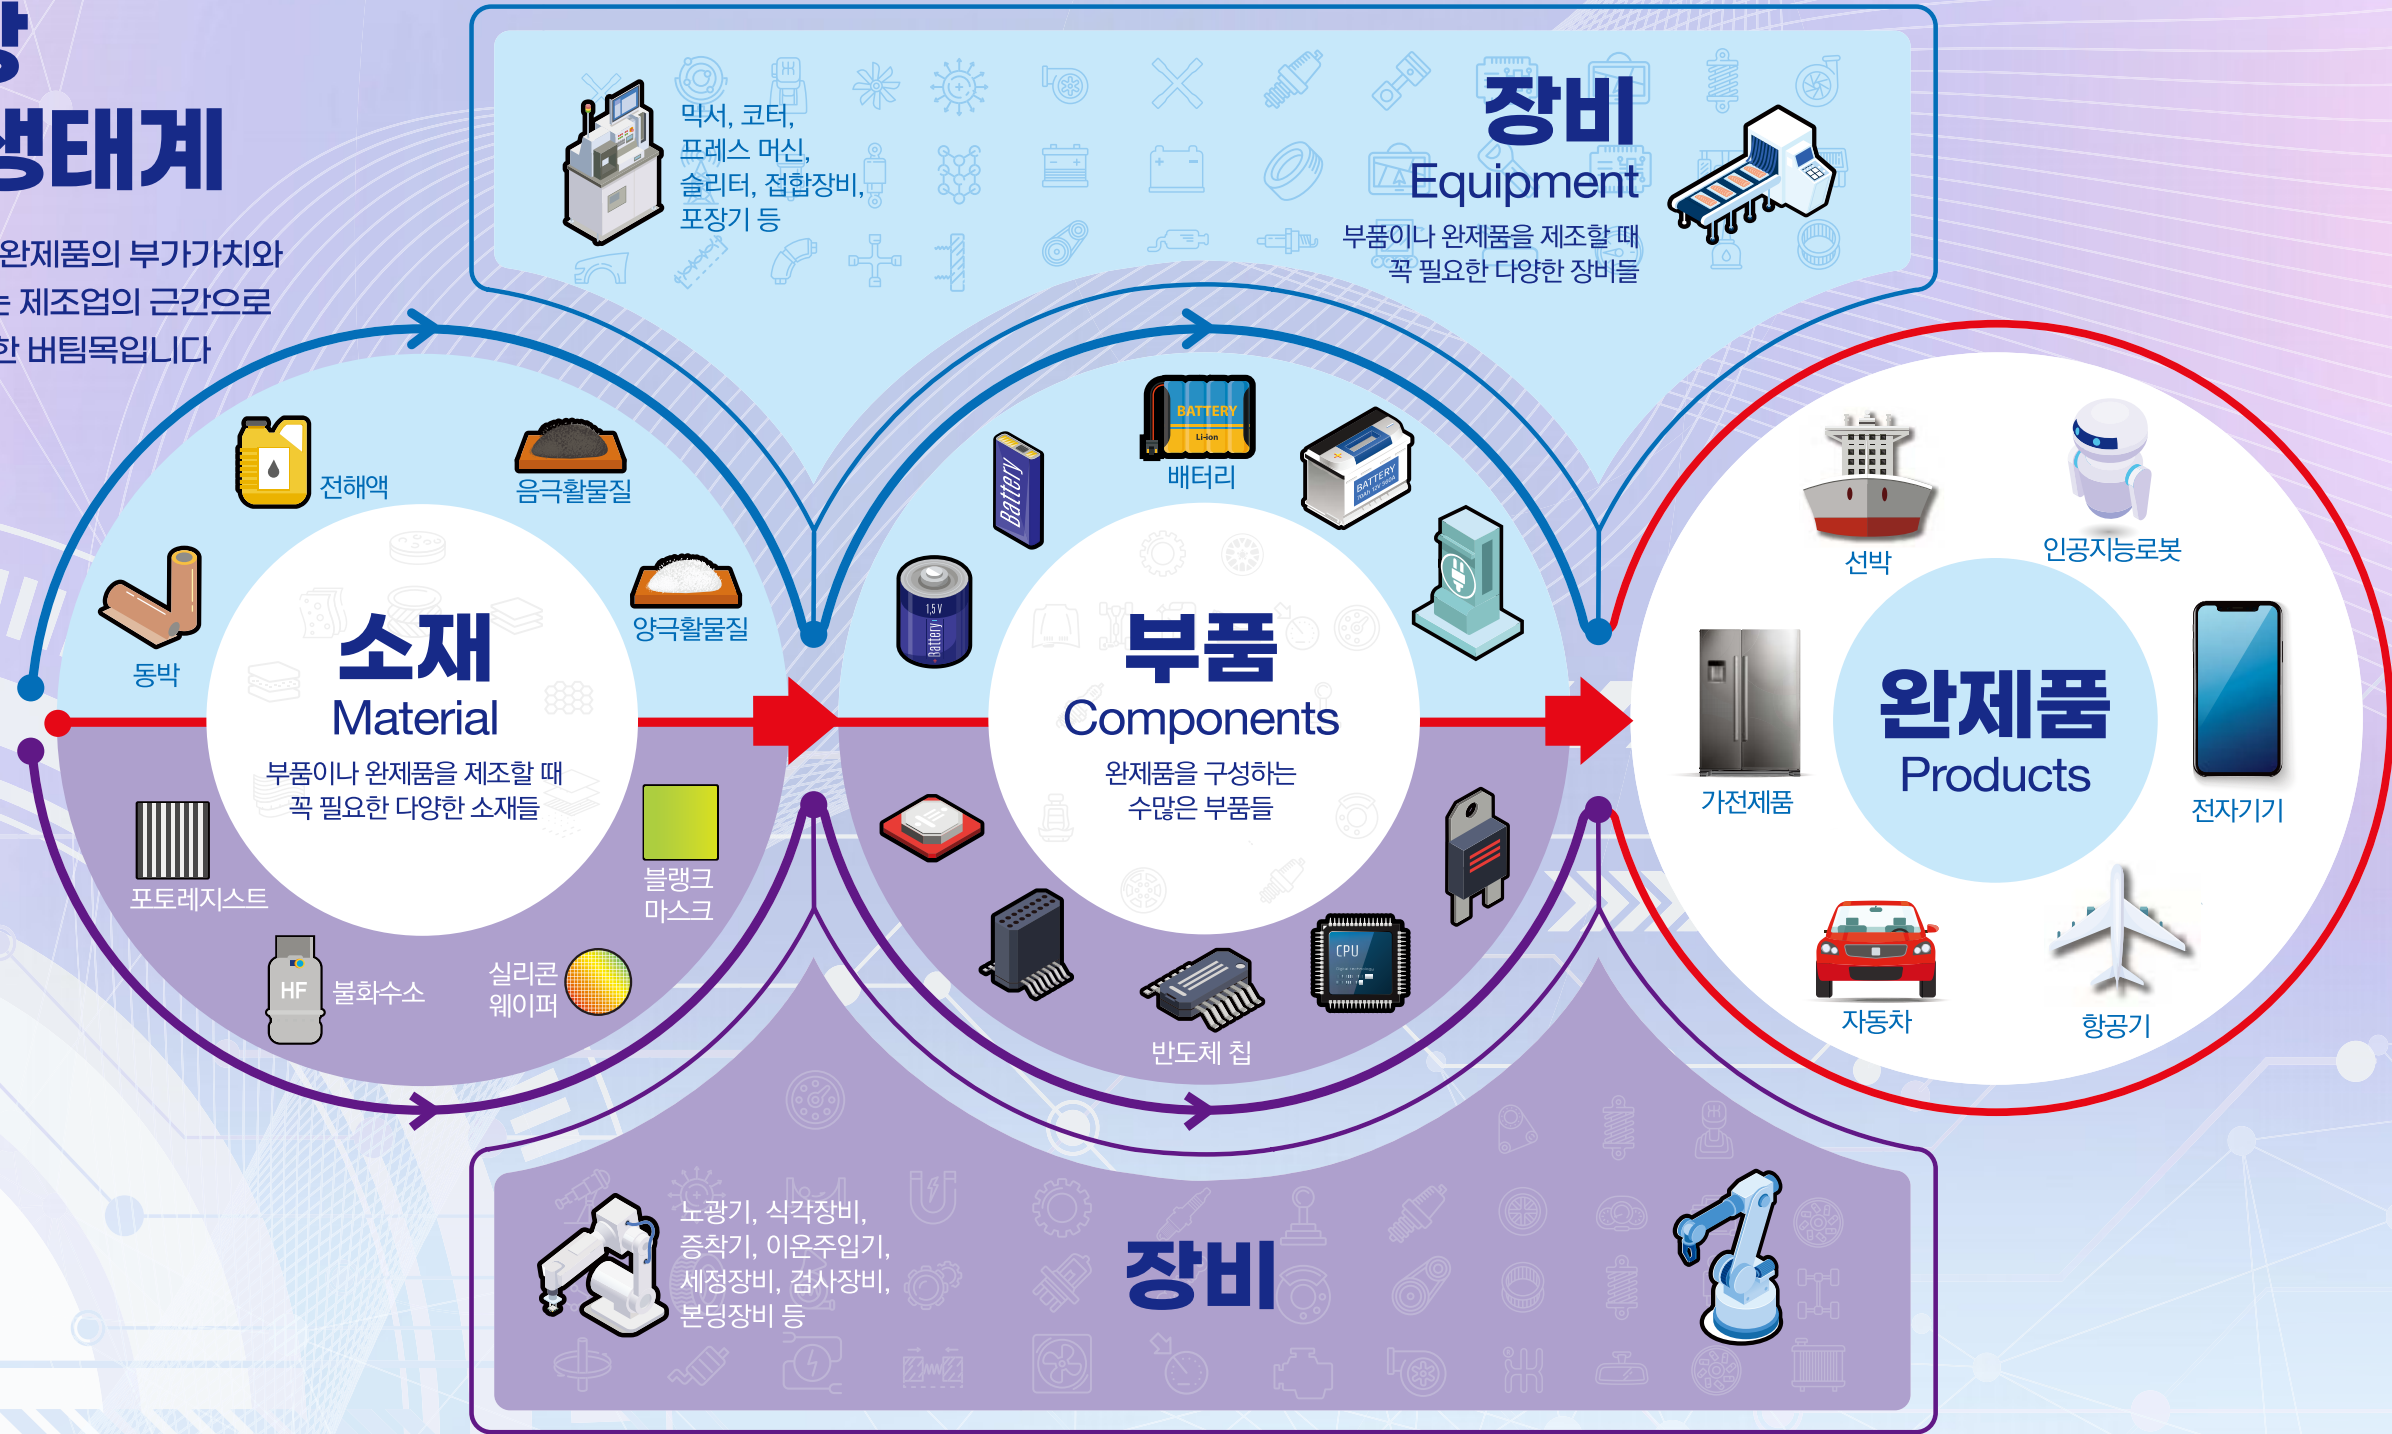 생태계
완제품의 부가가치와
는 제조업의 근간으로
한 버팀목입니다
믹서, 코터,
프레스 머신,
슬리터, 접합장비,
포장기 등
장비
Equipment
부품이나 완제품을 제조할 때
꼭 필요한 다양한 장비들
전해액
음극활물질
동박
양극활물질
소재
Material
부품이나 완제품을 제조할 때
꼭 필요한 다양한 소재들
포토레지스트
블랭크
마스크
HF
불화수소
실리콘
웨이퍼
BATTERY
Li-ion
배터리
Battery
BATTERY
70Ah 12V 560A
1,5 V
Battery
부품
Components
완제품을 구성하는
수많은 부품들
CPU
Digital technology
반도체 칩
선박
인공지능로봇
가전제품
완제품
Products
전자기기
자동차
항공기
노광기, 식각장비,
증착기, 이온주입기,
세정장비, 검사장비,
본딩장비 등
장비